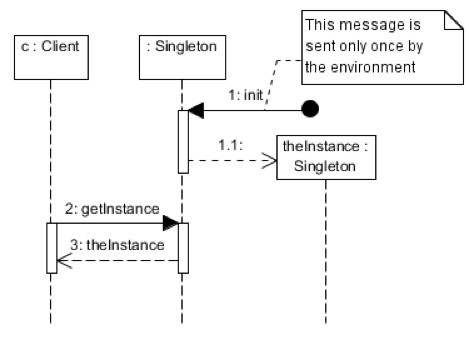 This message is
sent only once by
the environment
c : Client
: Singleton
1: init
1.1:
theInstance :
Singleton
2: getInstance
3: theInstance